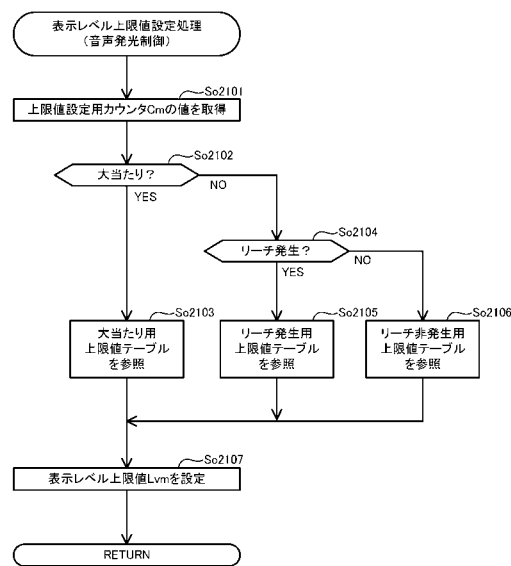 表示レベル上限値設定処理
(音声発光制御)
So2101
上限値設定用カウンタCmの値を取得
So2102
大当たり?
NO
YES
So2104
リーチ発生?
NO
YES
So2103
大当たり用
上限値テーブル
を参照
So2105
リーチ発生用
上限値テーブル
を参照
So2106
リーチ非発生用
上限値テーブル
を参照
So2107
表示レベル上限値Lvmを設定
RETURN